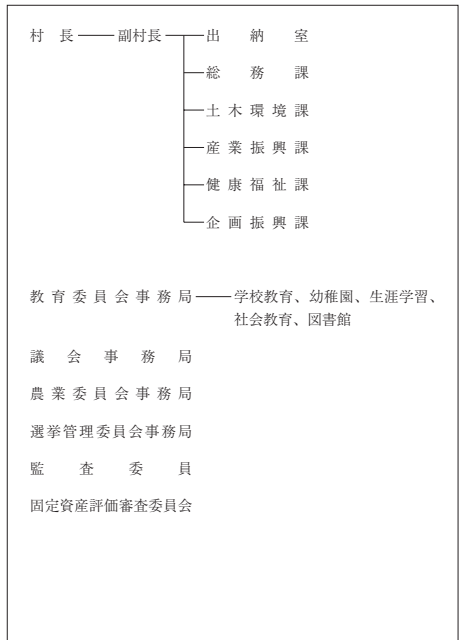 村長 副村長 出納室
総務課
土木環境課
産業振興課
健康福祉課
企画振興課
教育委員会事務局 学校教育、幼稚園、生涯学習、
社会教育、図書館
議会事務局
農業委員会事務局
選挙管理委員会事務局
監査委員
固定資産評価審査委員会